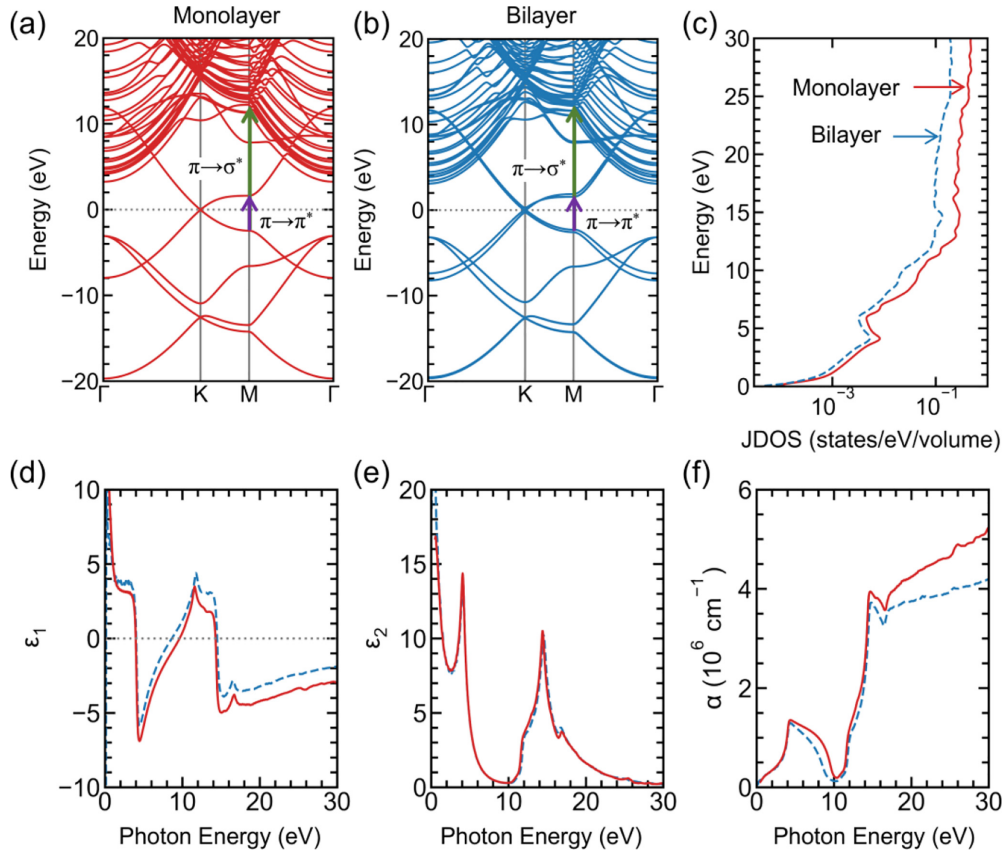 (a) Monolayer
20
10
0
−10
−20
Energy (eV)
π→σ*
π→π*
Γ K M Γ
(b) Bilayer
20
10
0
−10
−20
Energy (eV)
π→σ*
π→π*
Γ K M Γ
(c)
30
25
20
15
10
5
0
Energy (eV)
Monolayer
Bilayer
10⁻³ 10⁻¹
JDOS (states/eV/volume)
(d)
10
5
0
−5
−10
ε₁
0 10 20 30
Photon Energy (eV)
(e)
20
15
10
5
0
ε₂
0 10 20 30
Photon Energy (eV)
(f)
6
4
2
0
α (10⁶ cm⁻¹)
0 10 20 30
Photon Energy (eV)